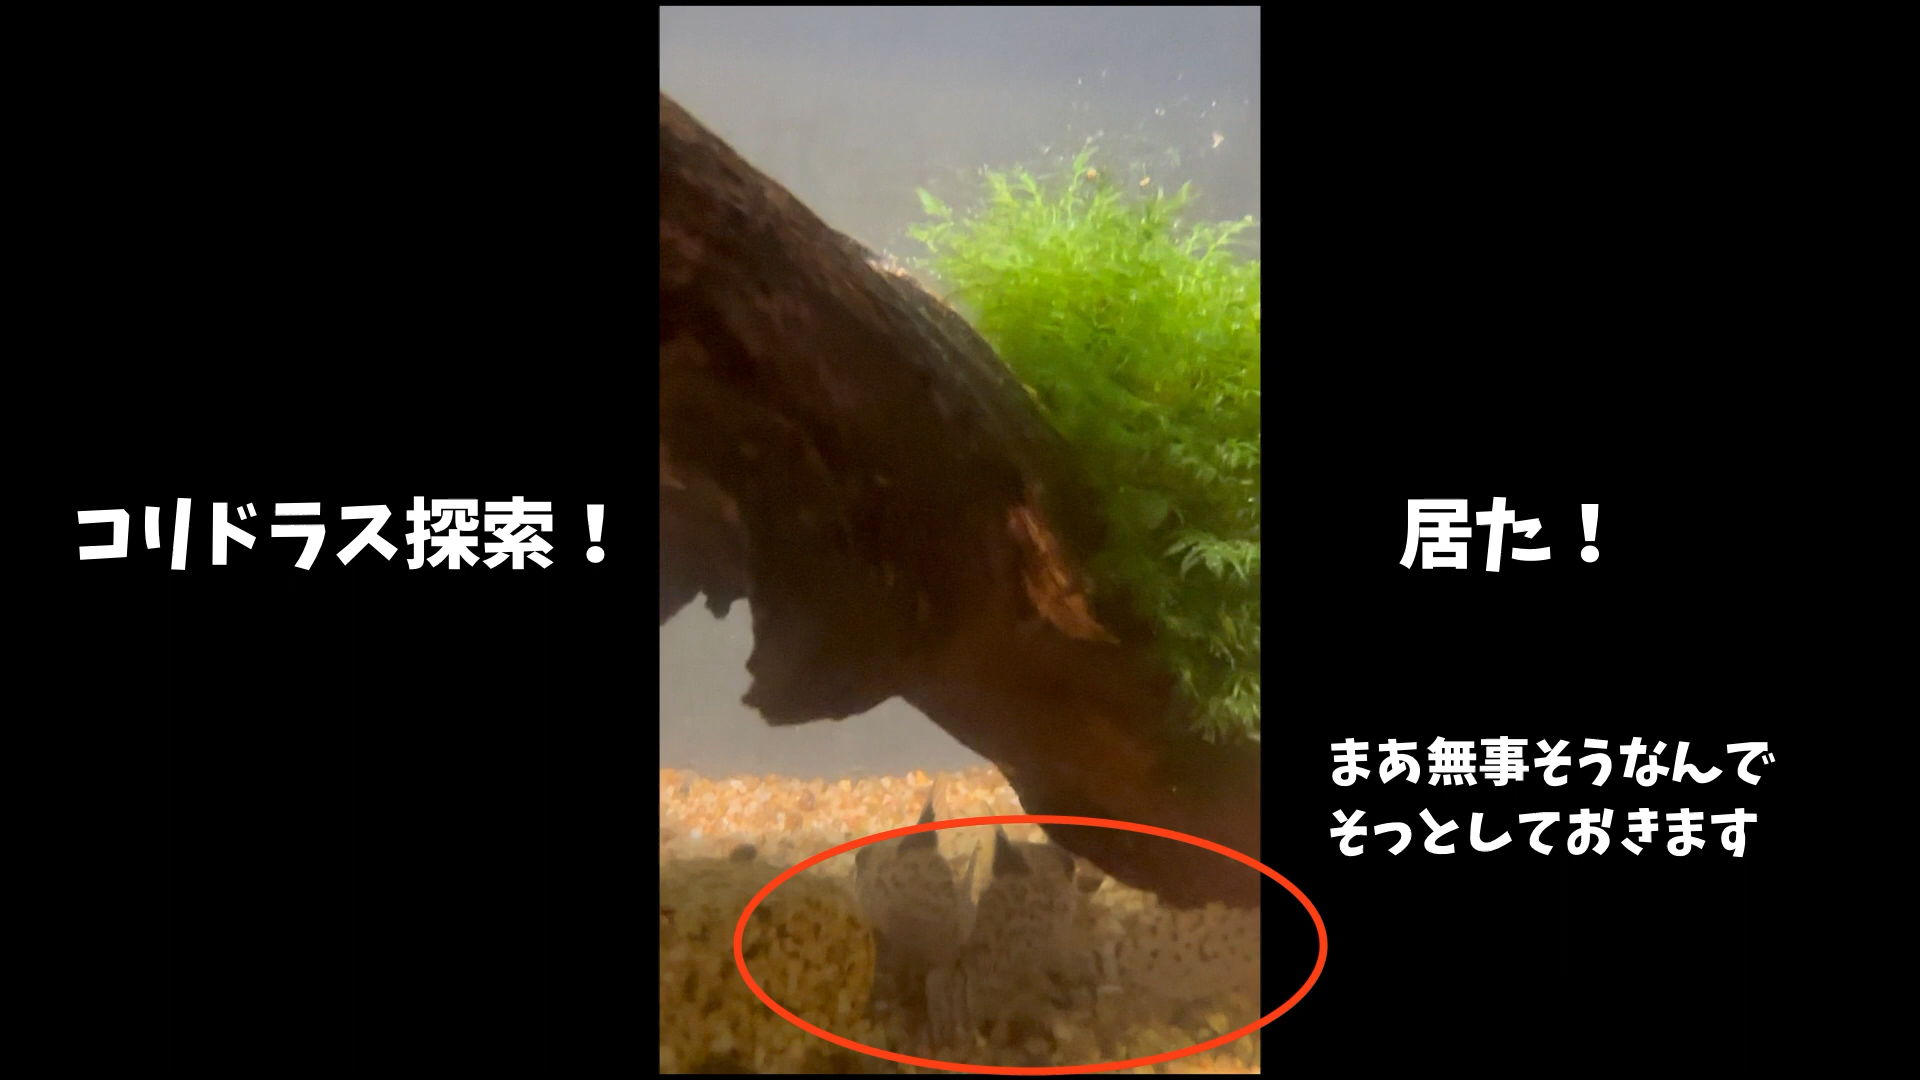 コリドラス探索！
居た！
まあ無事そうなんで
そっとしておきます